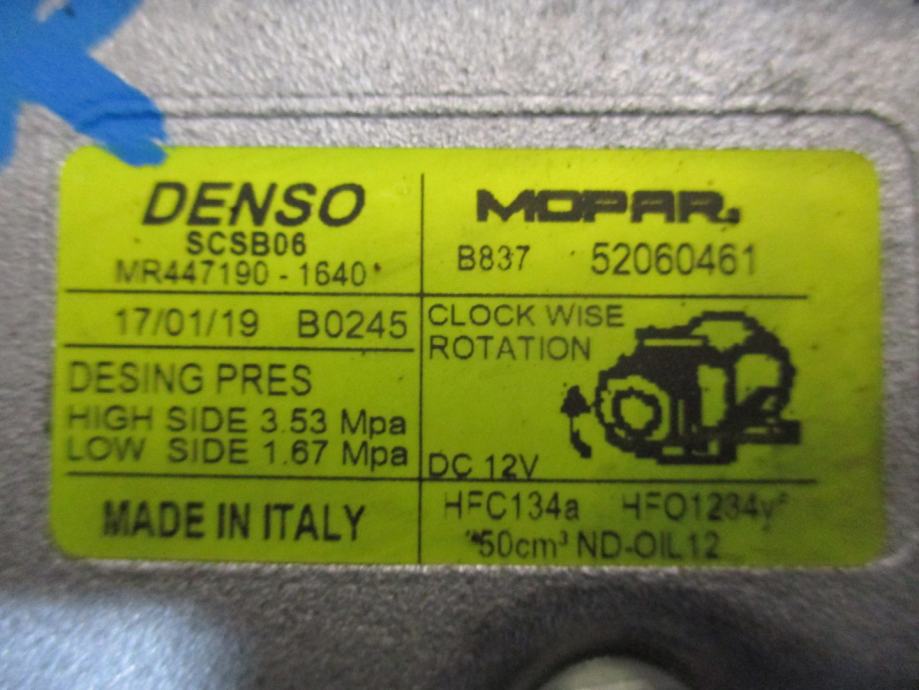 DENSO
SCSB06
MR447190-1640
MOPAR
B837 52060461
17/01/19 B0245
DESING PRES
HIGH SIDE 3.53 Mpa
LOW SIDE 1.67 Mpa
CLOCK WISE
ROTATION
DC 12V
MADE IN ITALY
HFC134a HFO1234yf
50cm³ ND-OIL12